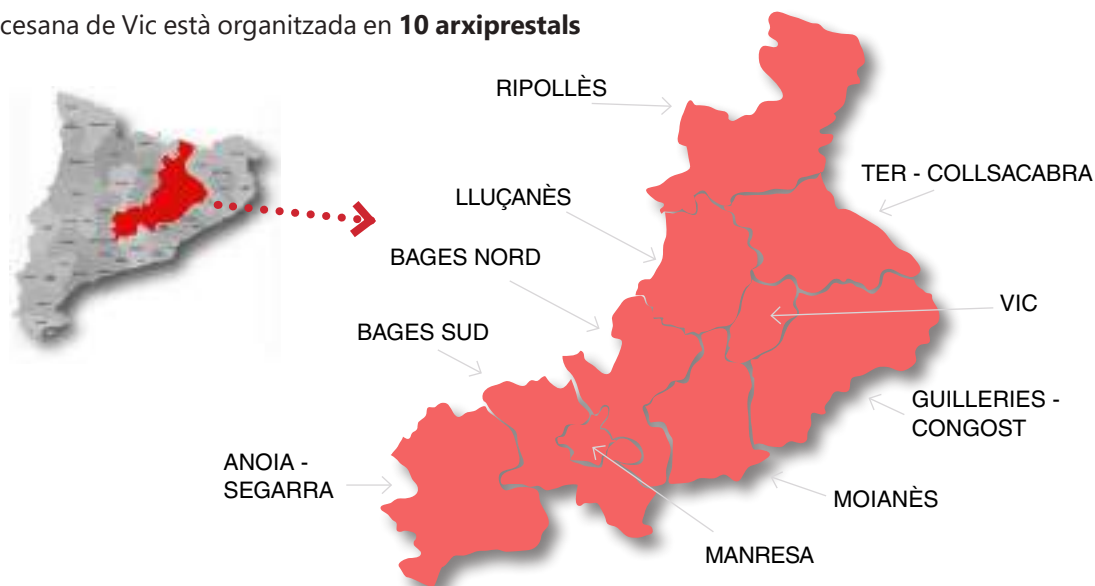 cesana de Vic està organitzada en 10 arxiprestals
RIPOLLÈS
TER - COLLSACABRA
LLUÇANÈS
BAGES NORD
VIC
BAGES SUD
GUILLERIES -
CONGOST
ANOIA -
SEGARRA
MOIANÈS
MANRESA